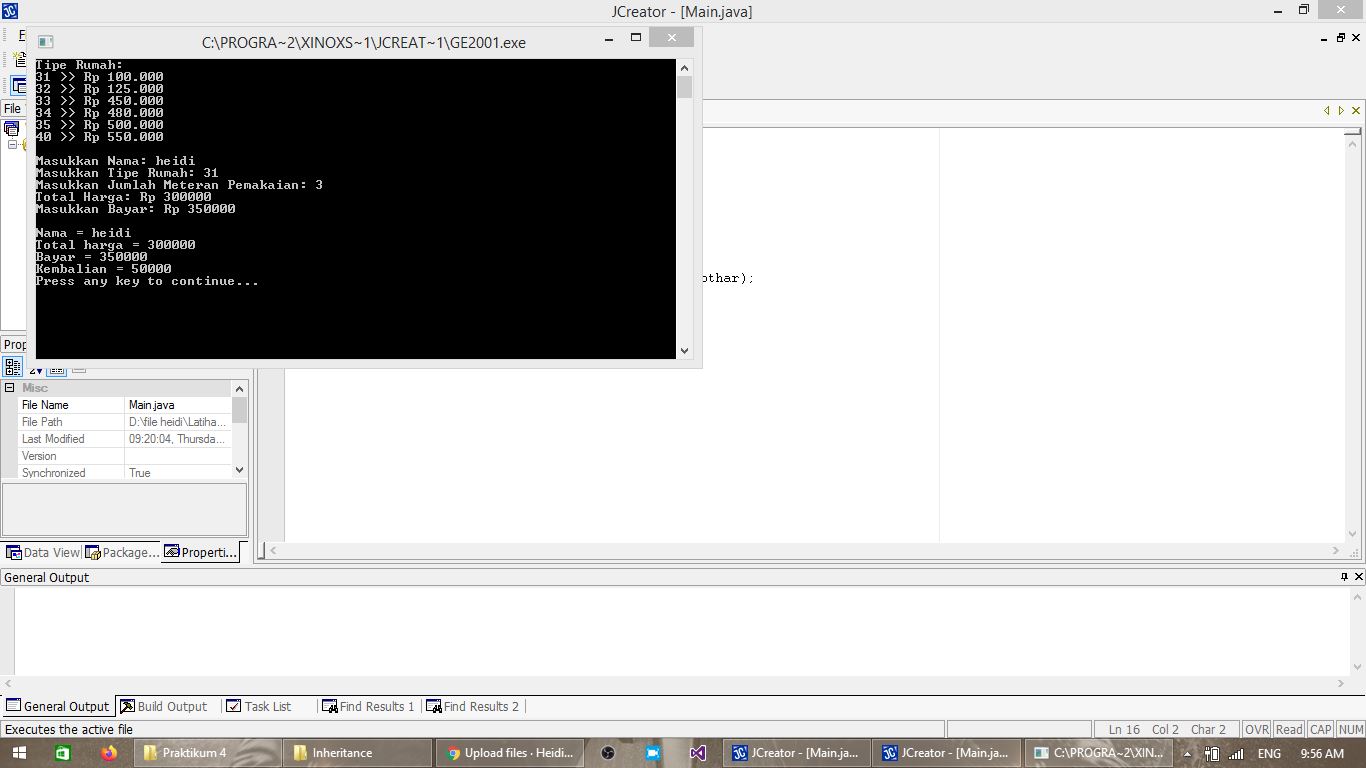 JCreator - [Main.java]
C:\PROGRA~2\XINOXS~1\JCREAT~1\GE2001.exe
Tipe Rumah:
31 >> Rp 100.000
32 >> Rp 125.000
33 >> Rp 450.000
34 >> Rp 480.000
35 >> Rp 500.000
40 >> Rp 550.000
Masukkan Nama: heidi
Masukkan Tipe Rumah: 31
Masukkan Jumlah Meteran Pemakaian: 3
Total Harga: Rp 300000
Masukkan Bayar: Rp 350000
Nama = heidi
Total harga = 300000
Bayar = 350000
Kembalian = 50000
Press any key to continue...
File
othar);
Prop
Misc
File Name Main.java
File Path D:\file heidi\Latiha...
Last Modified 09:20:04, Thursda...
Version
Synchronized True
Data View Package... Properti...
General Output
General Output Build Output Task List Find Results 1 Find Results 2
Executes the active file Ln 16 Col 2 Char 2 OVR Read CAP NUM
Praktikum 4 Inheritance Upload files · Heidi... JCreator - [Main.ja... JCreator - [Main.ja... C:\PROGRA~2\XIN... ENG 9:56 AM